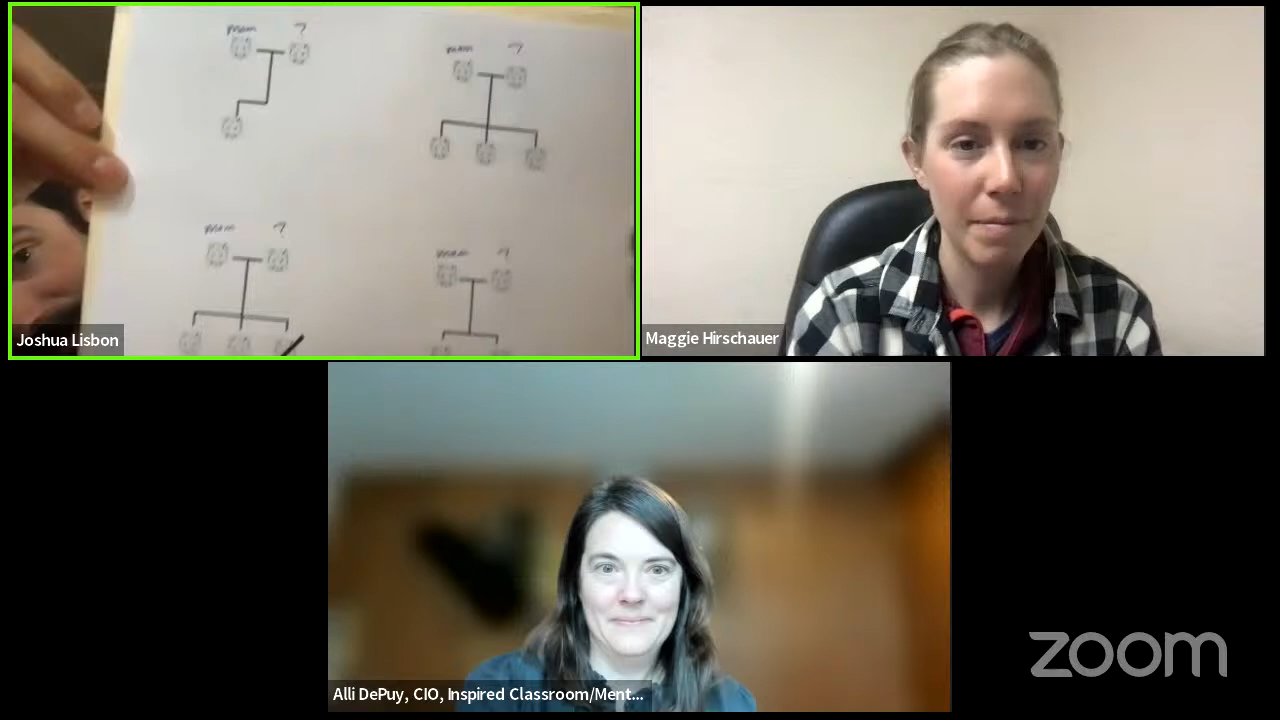 mom ?
mom ?
mom ?
mom ?
Joshua Lisbon
Maggie Hirschauer
Alli DePuy, CIO, Inspired Classroom/Ment...
zoom